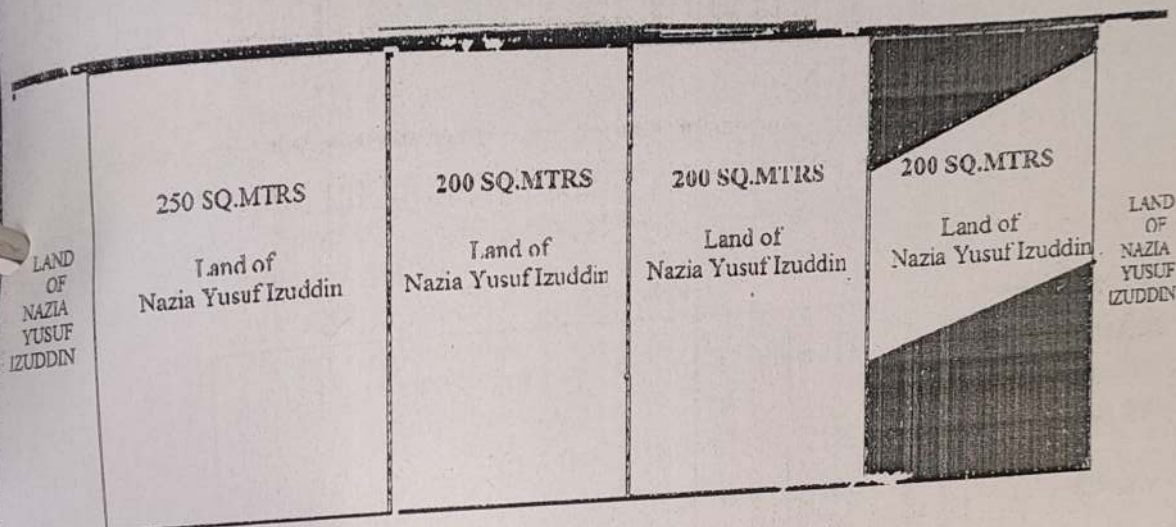 LAND
OF
NAZIA
YUSUF
IZUDDIN
250 SQ.MTRS
Land of
Nazia Yusuf Izuddin
200 SQ.MTRS
Land of
Nazia Yusuf Izuddin
200 SQ.MTRS
Land of
Nazia Yusuf Izuddin
200 SQ.MTRS
Land of
Nazia Yusuf Izuddin
LAND
OF
NAZIA
YUSUF
IZUDDIN